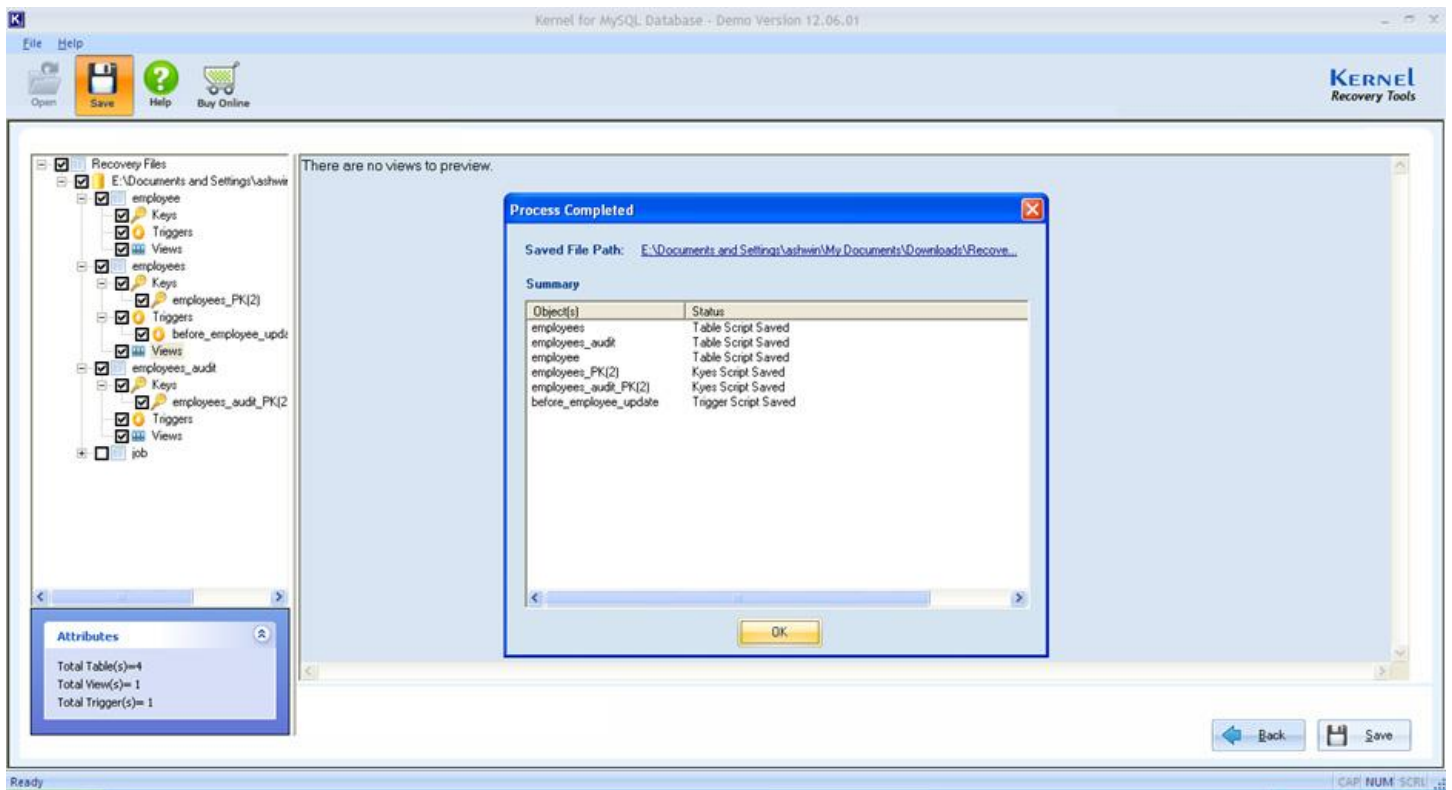 Kernel for MySQL Database - Demo Version 12.06.01
File Help
Open Save Help Buy Online
KERNEL
Recovery Tools
Recovery Files
E:\Documents and Settings\ashwin
employee
Keys
Triggers
Views
employees
Keys
employees_PK(2)
Triggers
before_employee_upda
Views
employees_audit
Keys
employees_audit_PK(2
Triggers
Views
job
Attributes
Total Table(s)=4
Total View(s)= 1
Total Trigger(s)= 1
There are no views to preview.
Process Completed
Saved File Path: E:\Documents and Settings\ashwin\My Documents\Downloads\Recove...
Summary
Object(s) Status
employees Table Script Saved
employees_audit Table Script Saved
employee Table Script Saved
employees_PK(2) Kyes Script Saved
employees_audit_PK(2) Kyes Script Saved
before_employee_update Trigger Script Saved
OK
Back Save
Ready CAP NUM SCRL